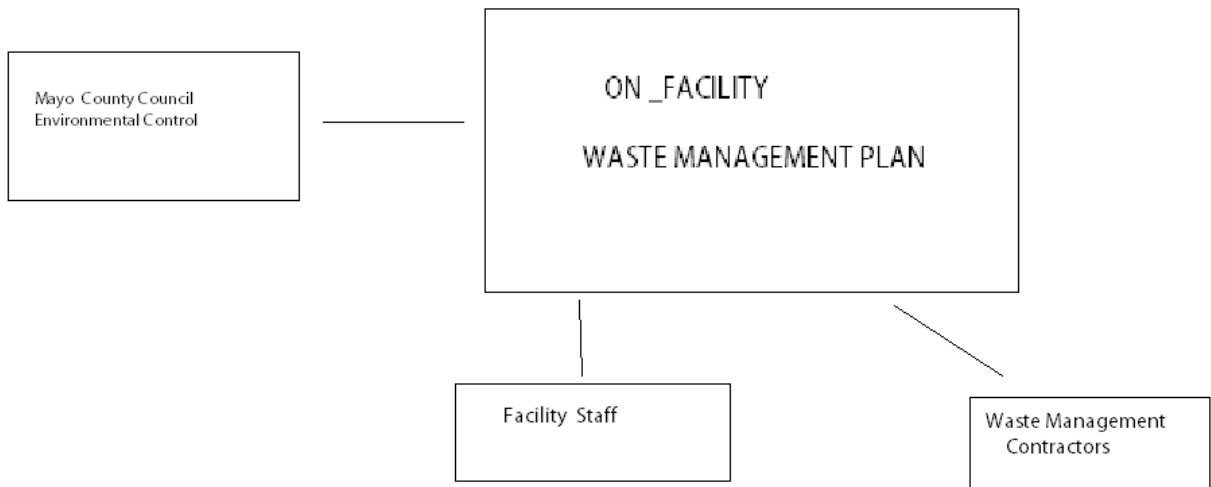 Mayo County Council
Environmental Control
ON _FACILITY
WASTE MANAGEMENT PLAN
Facility Staff
Waste Management
Contractors